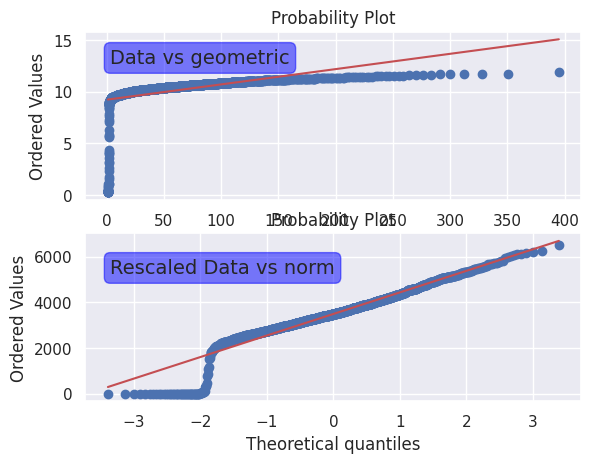 Probability Plot
Data vs geometric
Ordered Values
15
10
5
0
0 50 100 150 200 250 300 350 400
Probability Plot
Rescaled Data vs norm
Ordered Values
6000
4000
2000
0
−3 −2 −1 0 1 2 3
Theoretical quantiles